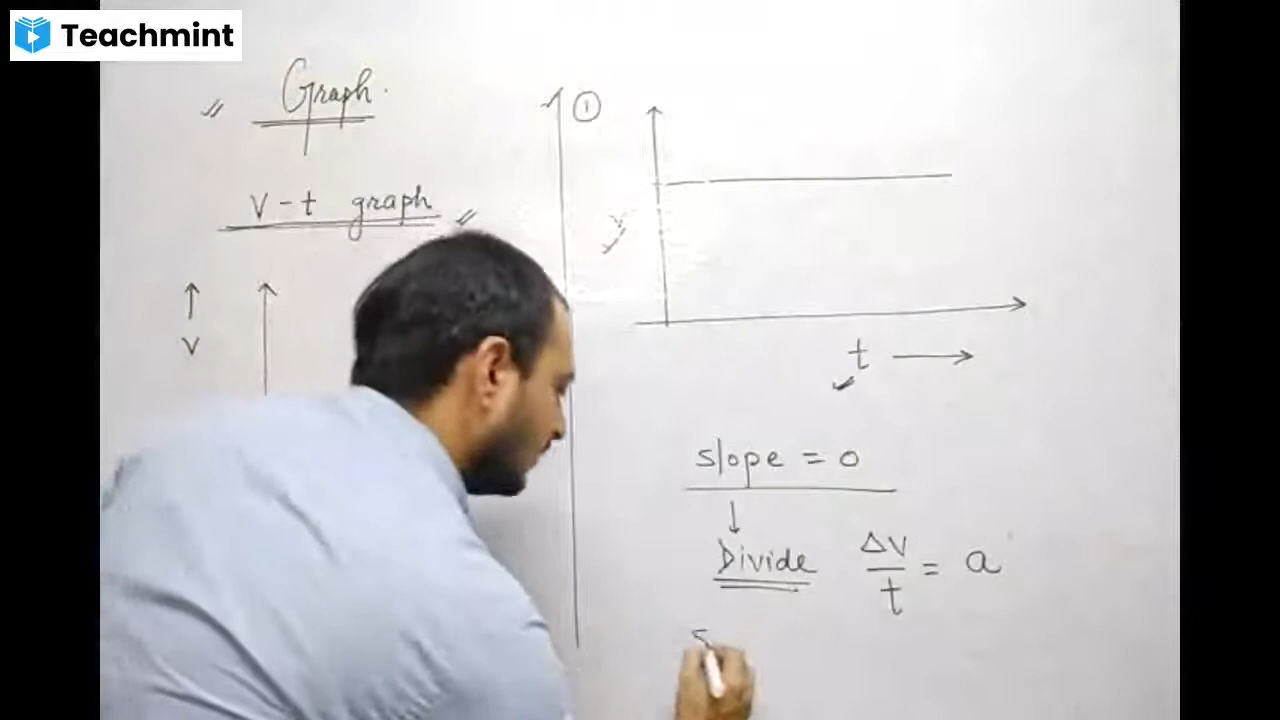 Teachmint
Graph.
v-t graph
v
①
v
t
slope = 0
Divide Δv/t = a